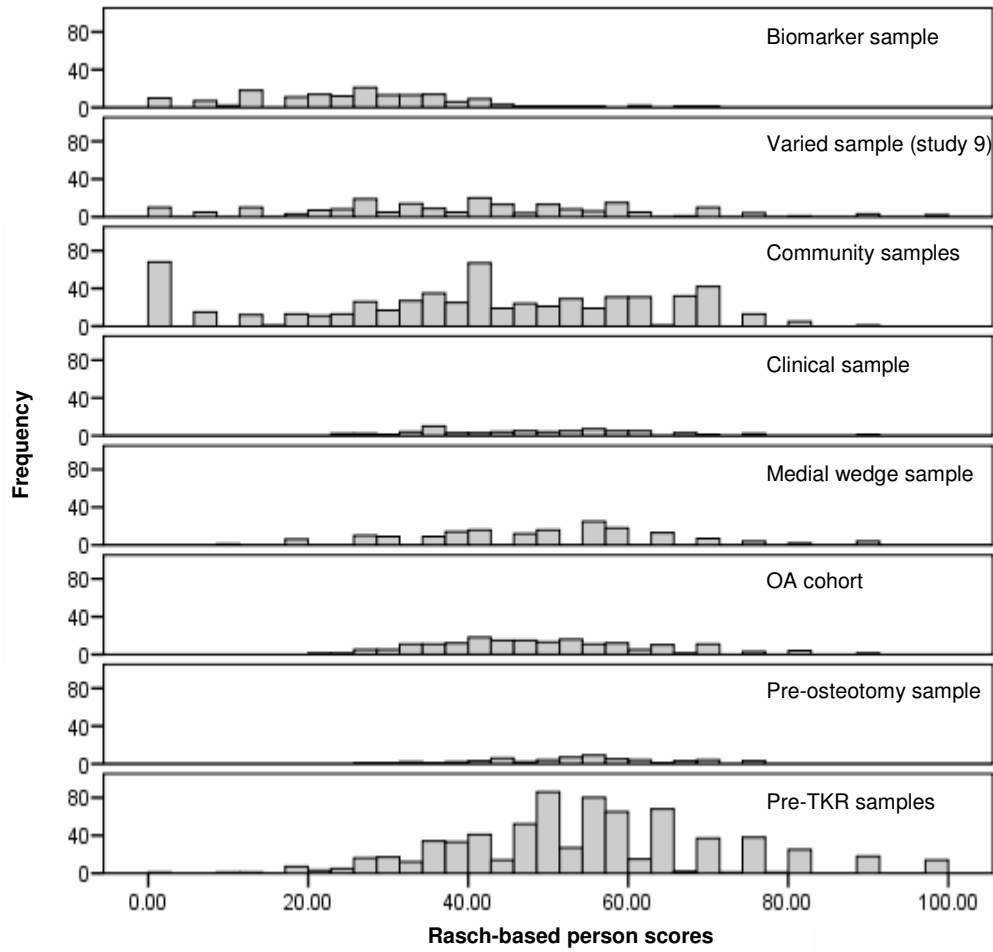 80
40
0
Biomarker sample
80
40
0
Varied sample (study 9)
80
40
0
Community samples
80
40
0
Clinical sample
80
40
0
Medial wedge sample
80
40
0
OA cohort
80
40
0
Pre-osteotomy sample
80
40
0
Pre-TKR samples
Frequency
0.00 20.00 40.00 60.00 80.00 100.00
Rasch-based person scores